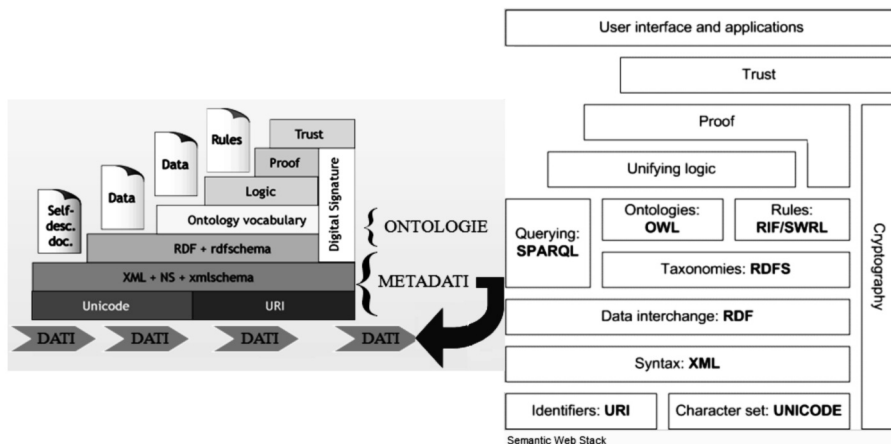 Self-
desc.
doc.
Data
Data
Rules
Trust
Proof
Logic
Ontology vocabulary
RDF + rdfschema
XML + NS + xmlschema
Unicode
URI
Digital Signature
ONTOLOGIE
METADATI
DATI
DATI
DATI
DATI
User interface and applications
Trust
Proof
Unifying logic
Querying:
SPARQL
Ontologies:
OWL
Rules:
RIF/SWRL
Taxonomies: RDFS
Data interchange: RDF
Syntax: XML
Identifiers: URI
Character set: UNICODE
Cryptography
Semantic Web Stack